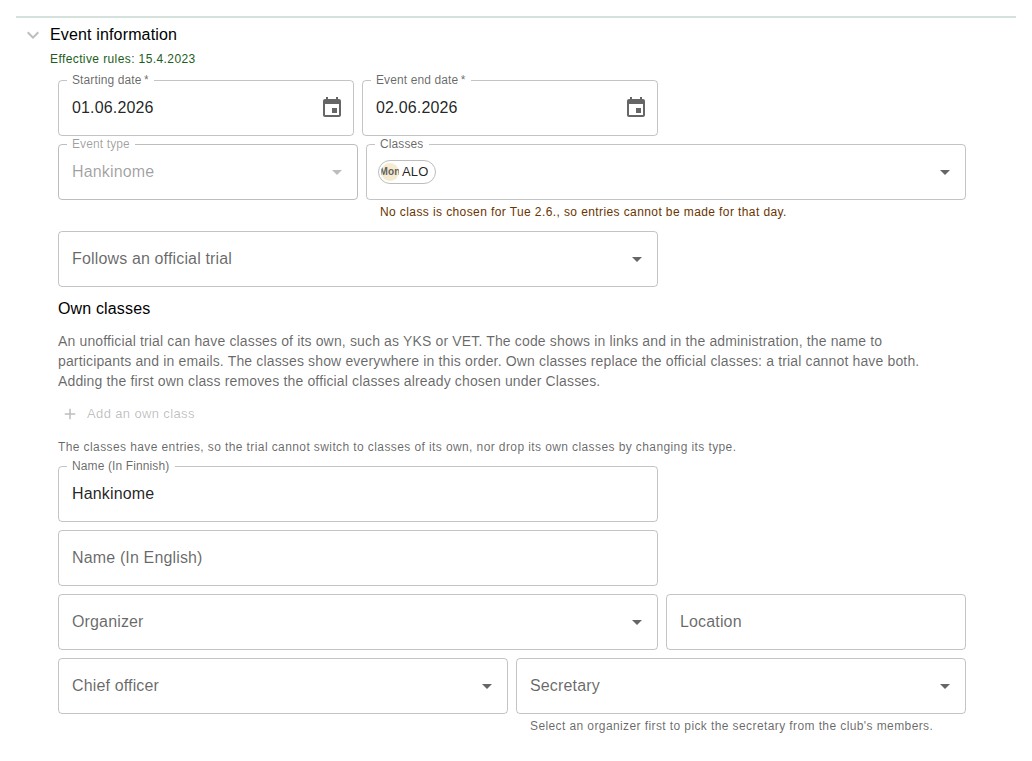 Event information
Effective rules: 15.4.2023
Starting date *
Event end date *
01.06.2026
02.06.2026
Event type
Classes
Hankinome
Mon ALO
No class is chosen for Tue 2.6., so entries cannot be made for that day.
Follows an official trial
Own classes
An unofficial trial can have classes of its own, such as YKS or VET. The code shows in links and in the administration, the name to
participants and in emails. The classes show everywhere in this order. Own classes replace the official classes: a trial cannot have both.
Adding the first own class removes the official classes already chosen under Classes.
Add an own class
The classes have entries, so the trial cannot switch to classes of its own, nor drop its own classes by changing its type.
Name (In Finnish)
Hankinome
Name (In English)
Organizer
Location
Chief officer
Secretary
Select an organizer first to pick the secretary from the club's members.